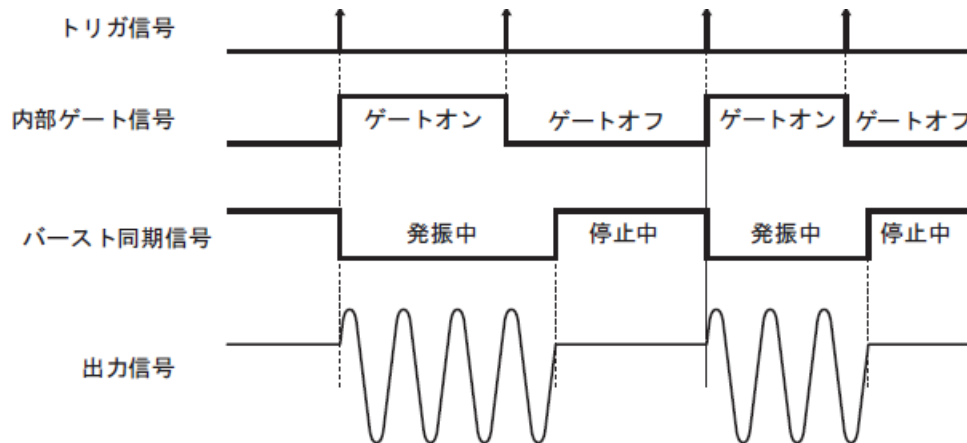 トリガ信号
内部ゲート信号
ゲートオン
ゲートオフ
ゲートオン
ゲートオフ
バースト同期信号
発振中
停止中
発振中
停止中
出力信号